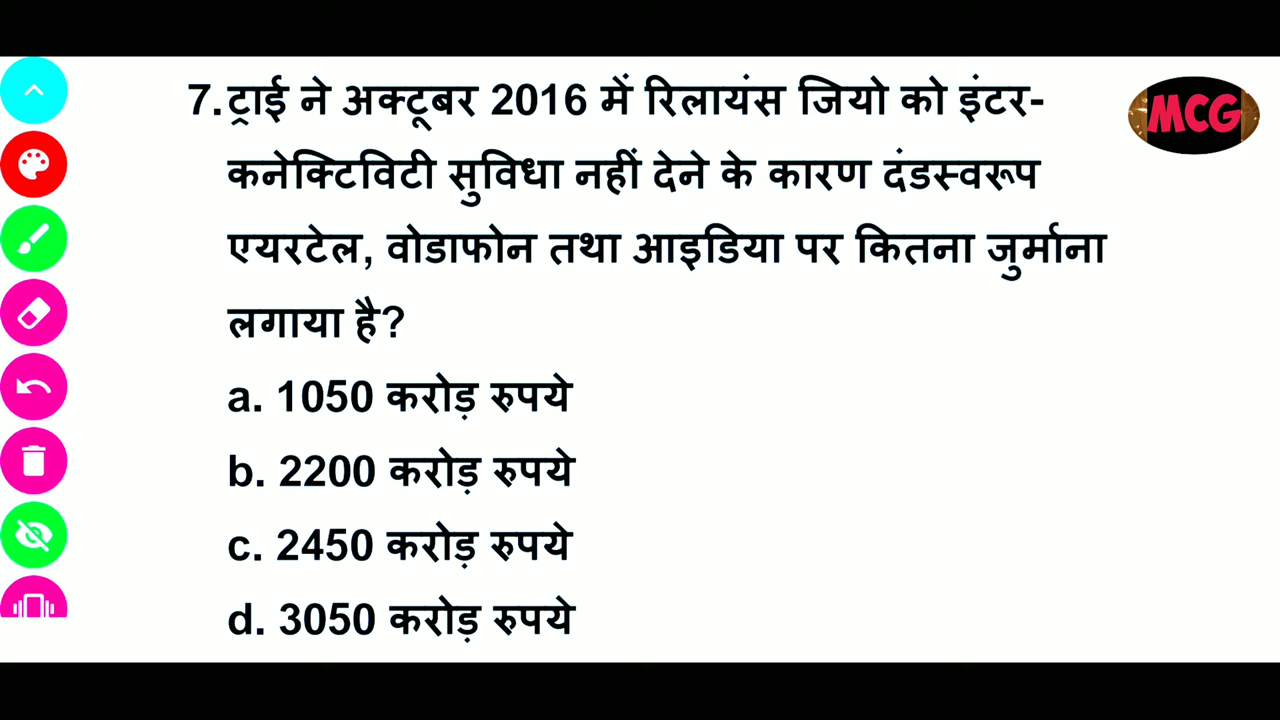 7. ट्राई ने अक्टूबर 2016 में रिलायंस जियो को इंटर-
कनेक्टिविटी सुविधा नहीं देने के कारण दंडस्वरूप
एयरटेल, वोडाफोन तथा आइडिया पर कितना जुर्माना
लगाया है?
a. 1050 करोड़ रुपये
b. 2200 करोड़ रुपये
c. 2450 करोड़ रुपये
d. 3050 करोड़ रुपये
MCG